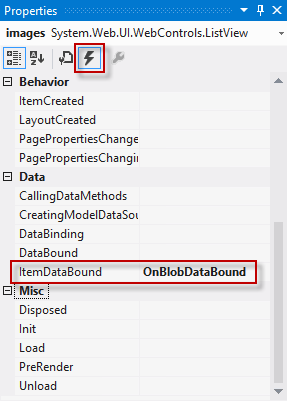 Properties
images System.Web.UI.WebControls.ListView
A Z
Behavior
ItemCreated
LayoutCreated
PagePropertiesChange
PagePropertiesChangin
Data
CallingDataMethods
CreatingModelDataSou
DataBinding
DataBound
ItemDataBound OnBlobDataBound
Misc
Disposed
Init
Load
PreRender
Unload